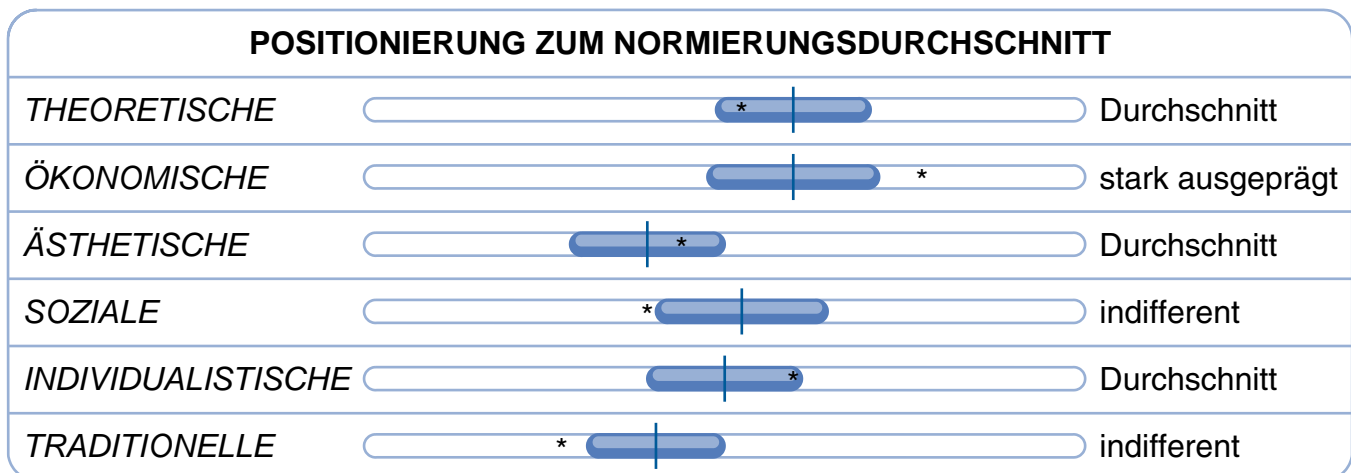 POSITIONIERUNG ZUM NORMIERUNGSDURCHSCHNITT
THEORETISCHE * Durchschnitt
ÖKONOMISCHE * stark ausgeprägt
ÄSTHETISCHE * Durchschnitt
SOZIALE * indifferent
INDIVIDUALISTISCHE * Durchschnitt
TRADITIONELLE * indifferent